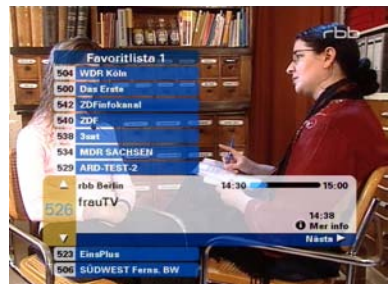 rbb
Favoritlista 1
504 WDR Köln
500 Das Erste
542 ZDFinfokanal
540 ZDF
538 3sat
534 MDR SACHSEN
529 ARD-TEST-2
rbb Berlin 14:30 15:00
526 frauTV
14:38
Mer info
Nästa
523 EinsPlus
506 SÜDWEST Ferns. BW